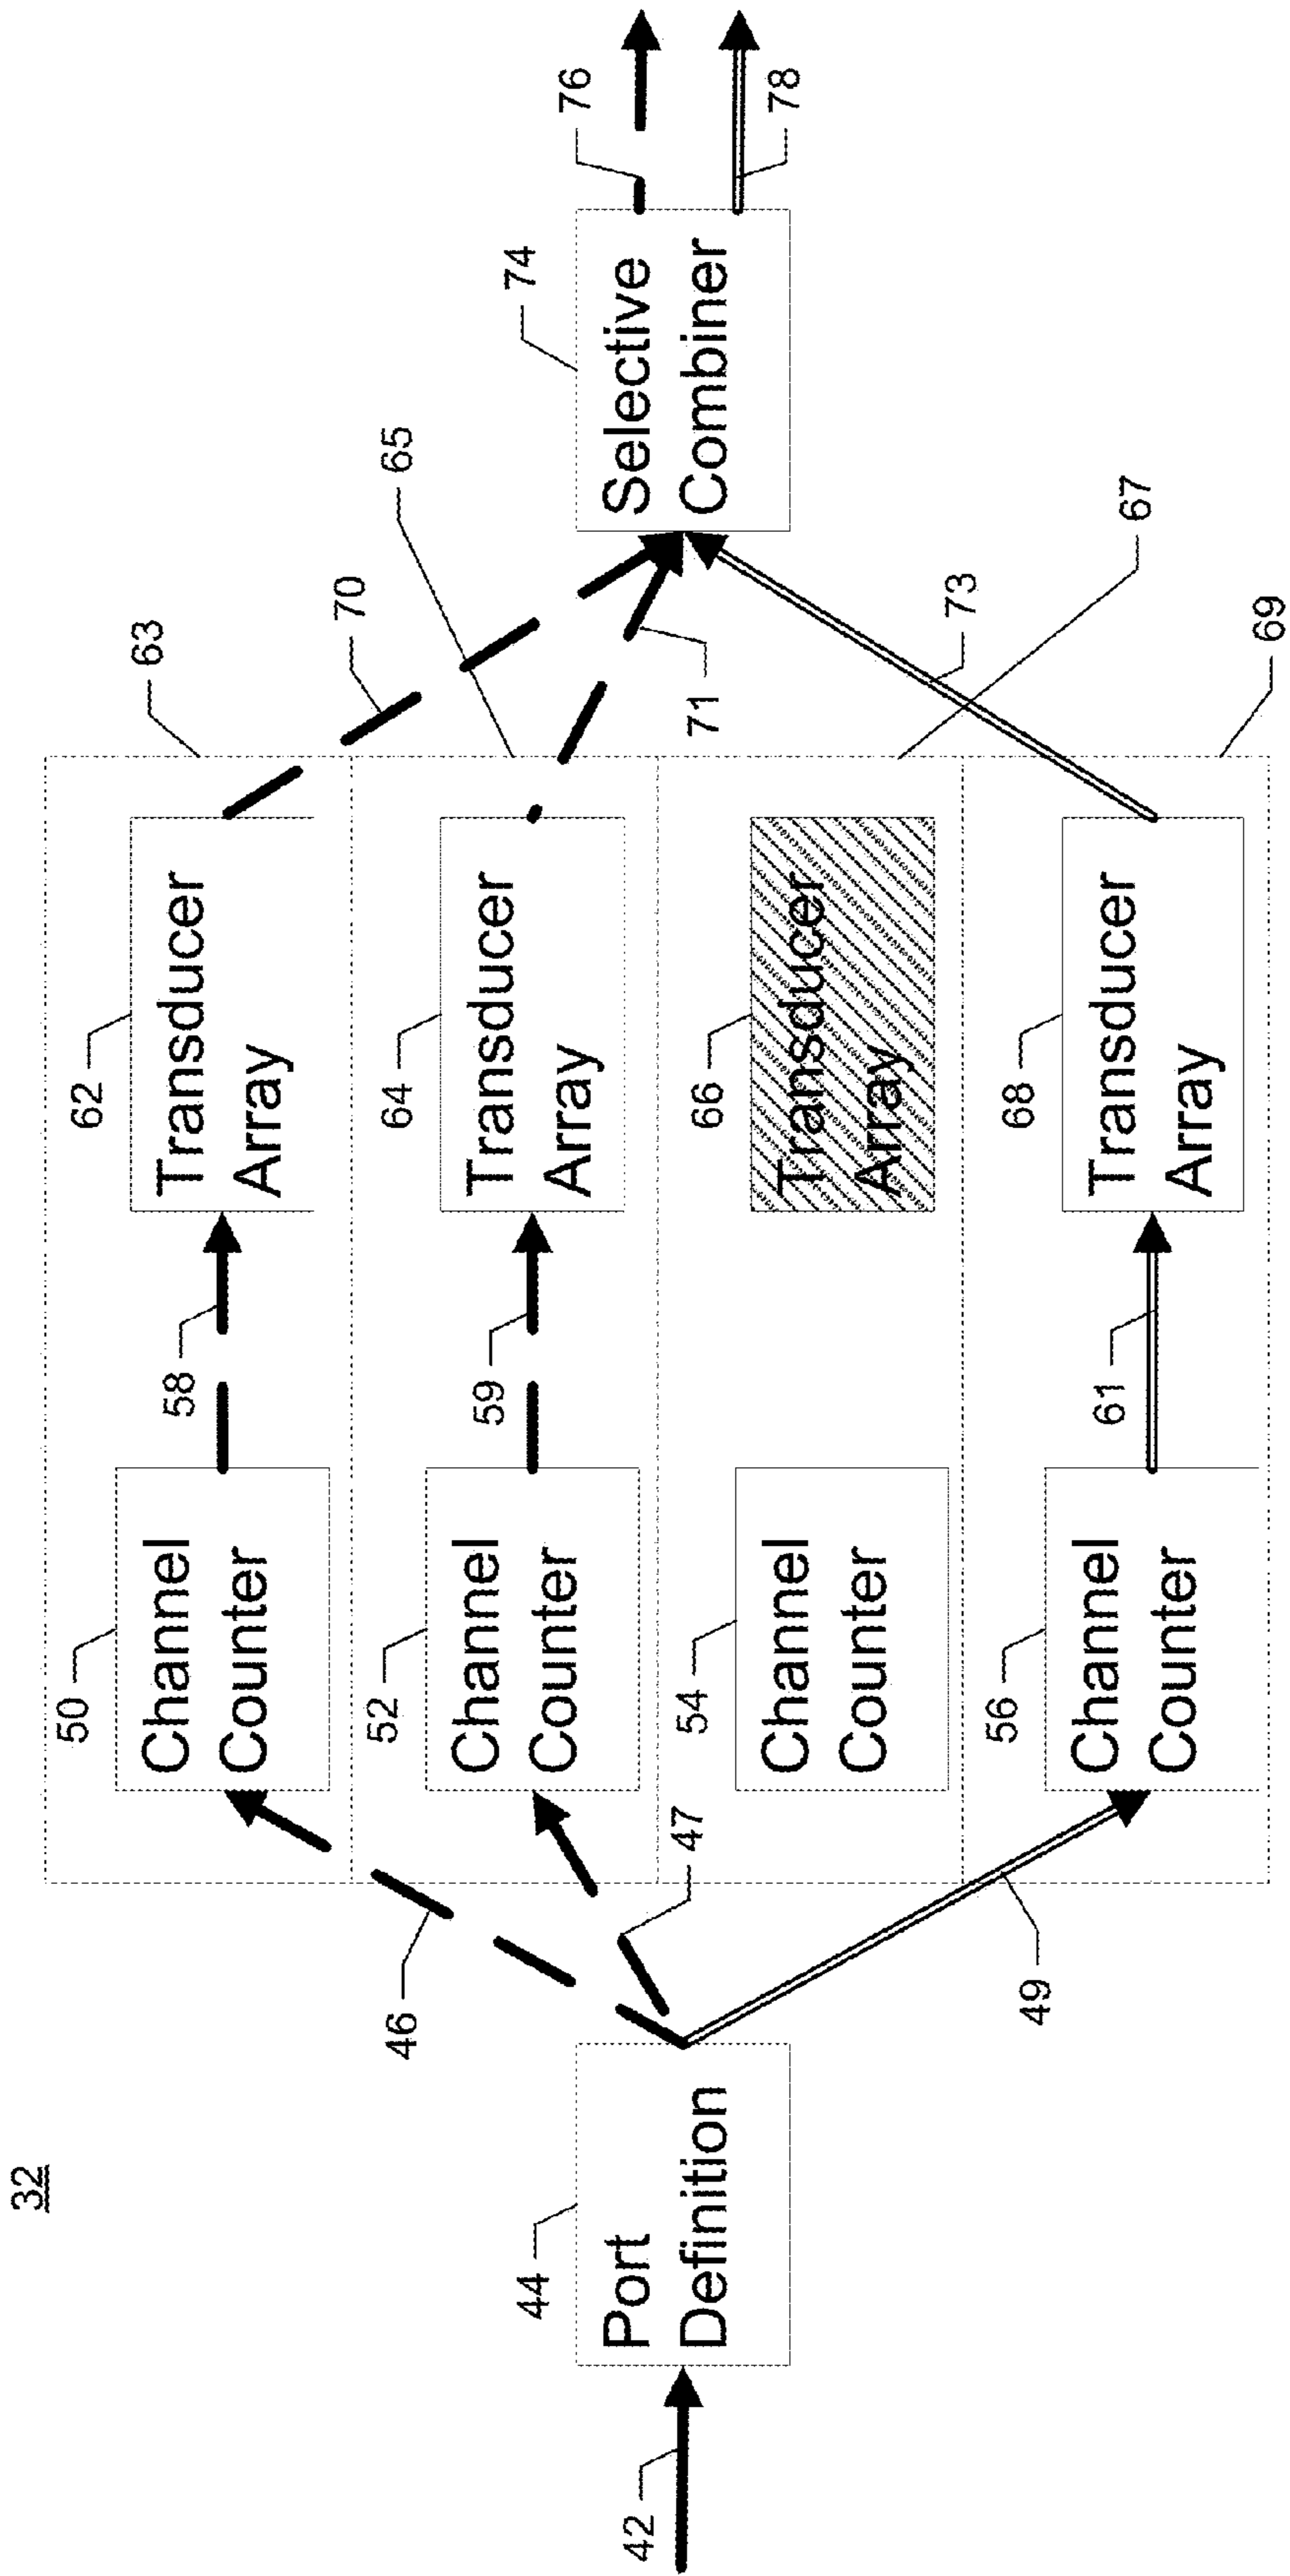 32
42
44
Port
Definition
46
47
49
50
Channel
Counter
52
Channel
Counter
54
Channel
Counter
56
Channel
Counter
58
59
61
62
Transducer
Array
64
Transducer
Array
66
Transducer
Array
68
Transducer
Array
63
65
67
69
70
71
73
74
Selective
Combiner
76
78